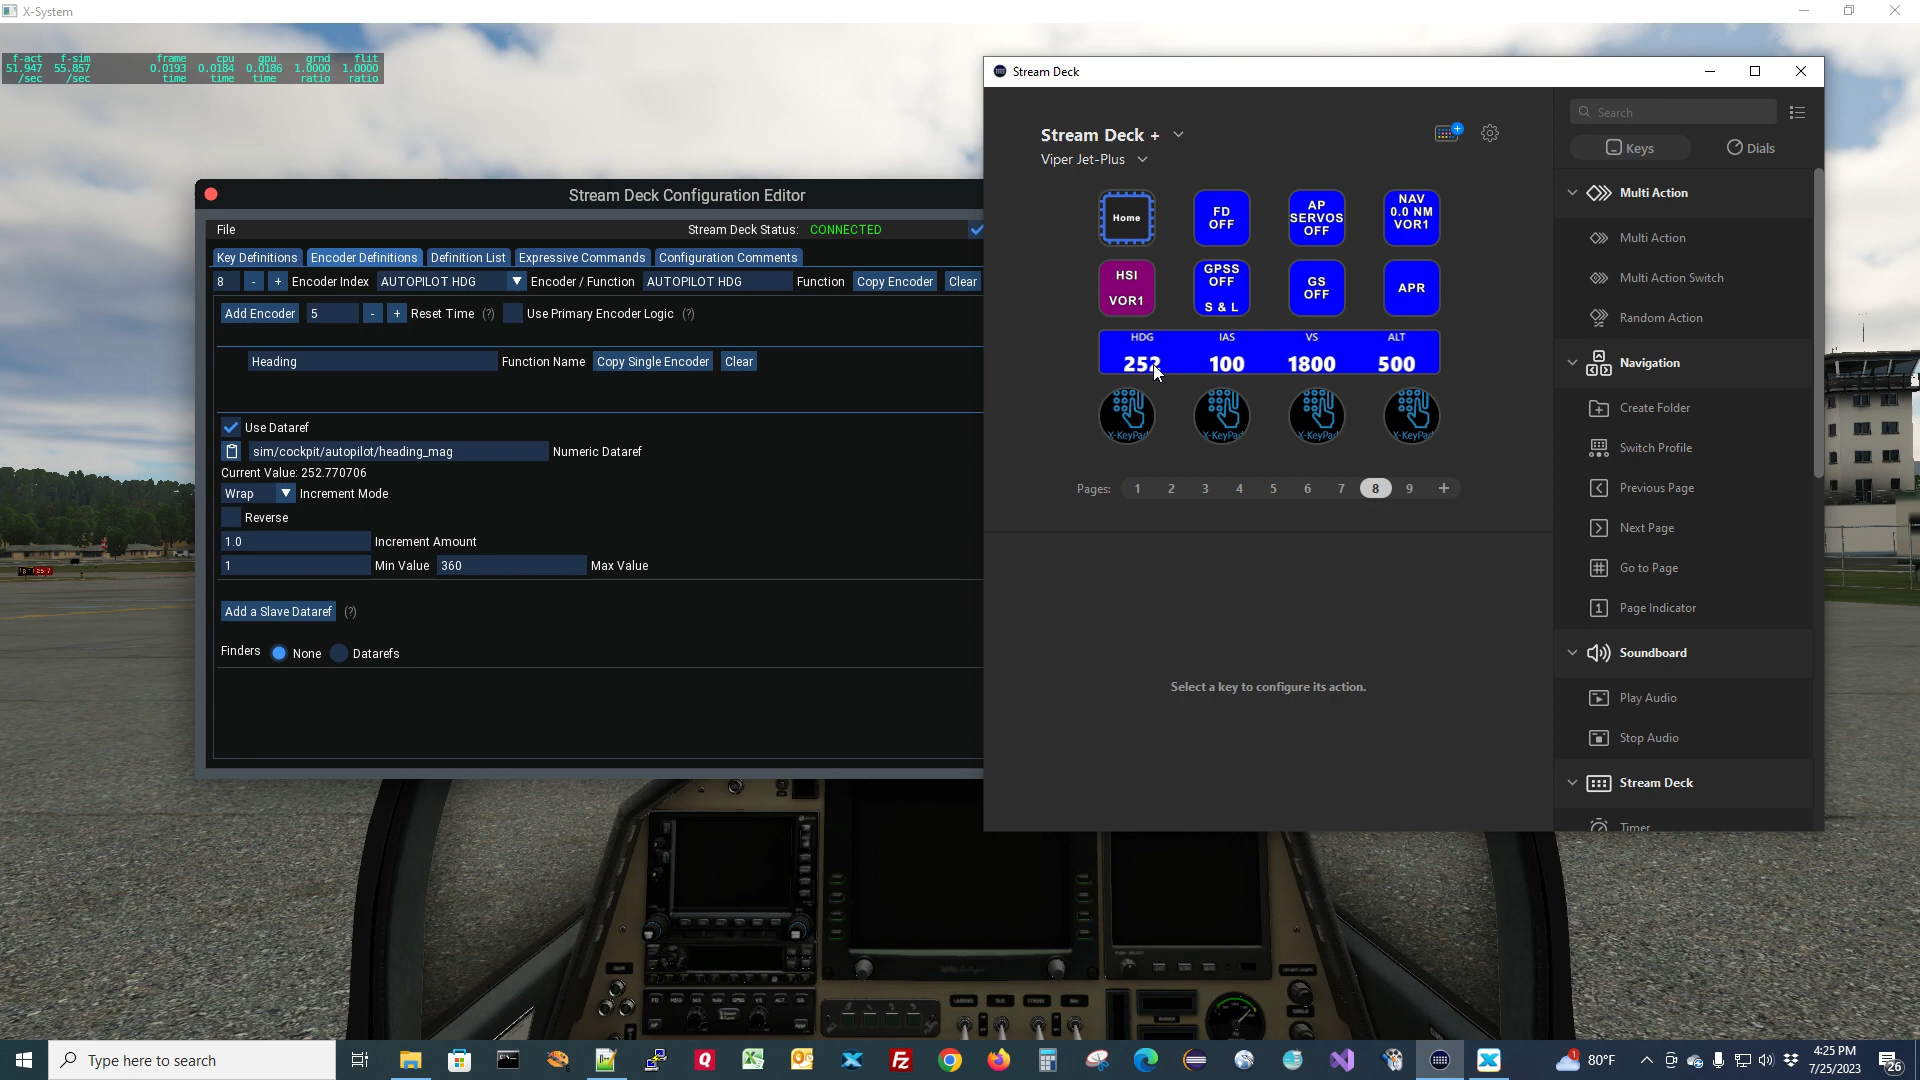 X-System
f-act f-sim frame cpu gpu grnd flit
51.947 55.857 0.0193 0.0184 0.0186 1.0000 1.0000
/sec /sec time time time ratio ratio
Stream Deck Configuration Editor
File
Stream Deck Status: CONNECTED
Key Definitions Encoder Definitions Definition List Expressive Commands Configuration Comments
8 - + Encoder Index AUTOPILOT HDG Encoder / Function AUTOPILOT HDG Function Copy Encoder Clear
Add Encoder 5 - + Reset Time (?) Use Primary Encoder Logic (?)
Heading Function Name Copy Single Encoder Clear
Use Dataref
sim/cockpit/autopilot/heading_mag Numeric Dataref
Current Value: 252.770706
Wrap Increment Mode
Reverse
1.0 Increment Amount
1 Min Value 360 Max Value
Add a Slave Dataref (?)
Finders None Datarefs
Stream Deck
Stream Deck +
Viper Jet-Plus
Home
FD
OFF
AP
SERVOS
OFF
NAV
0.0 NM
VOR1
HSI
VOR1
GPSS
OFF
S & L
GS
OFF
APR
HDG IAS VS ALT
252 100 1800 500
X-KeyPad X-KeyPad X-KeyPad X-KeyPad
Pages: 1 2 3 4 5 6 7 8 9 +
Select a key to configure its action.
Search
Keys Dials
Multi Action
Multi Action
Multi Action Switch
Random Action
Navigation
Create Folder
Switch Profile
Previous Page
Next Page
Go to Page
1 Page Indicator
Soundboard
Play Audio
Stop Audio
Stream Deck
Timer
Type here to search
80°F
4:25 PM
7/25/2023
26